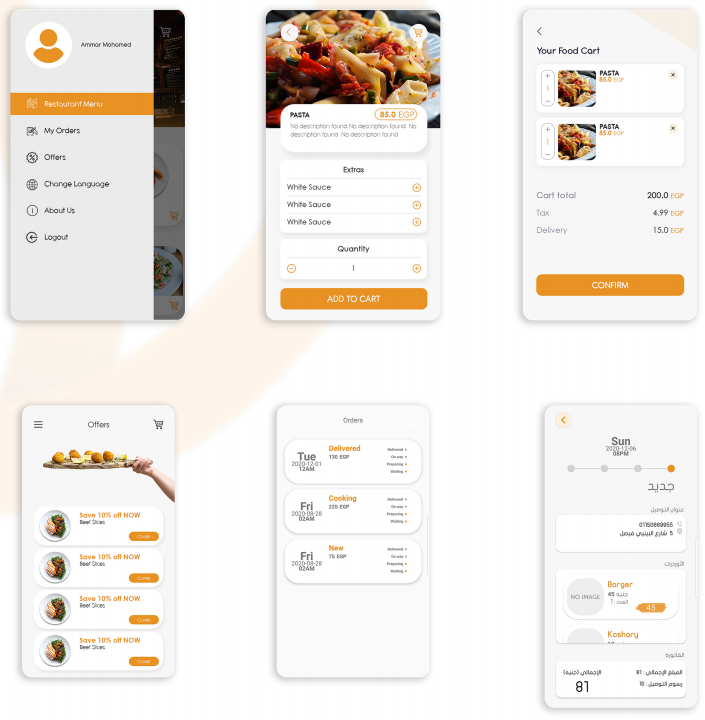 Ammar Mohamed
Restaurant Menu
My Orders
Offers
Change Language
About Us
Logout
PASTA
85.0 EGP
No description found No description found No
description found No description found
Extras
White Sauce
White Sauce
White Sauce
Quantity
1
ADD TO CART
Your Food Cart
PASTA
85.0 EGP
1
PASTA
85.0 EGP
1
Cart total 200.0 EGP
Tax 4.99 EGP
Delivery 15.0 EGP
CONFIRM
Offers
Save 10% off NOW
Beef Slices
CLAIM
Save 10% off NOW
Beef Slices
CLAIM
Save 10% off NOW
Beef Slices
CLAIM
Save 10% off NOW
Beef Slices
CLAIM
Orders
Tue
2020-12-01
12AM
Delivered
130 EGP
Delivered
On way
Preparing
Waiting
Fri
2020-08-28
02AM
Cooking
225 EGP
Delivered
On way
Preparing
Waiting
Fri
2020-08-28
02AM
New
75 EGP
Delivered
On way
Preparing
Waiting
Sun
2020-12-06
08PM
جديد
عنوان التوصيل
01150669955
5 شارع البيني فيصل
الأوردرات
NO IMAGE
Borger
45 جنيه
العدد : 1
45
Koshary
الفاتورة
المبلغ الإجمالي : 81
رسوم التوصيل : 10
الإجمالي (جنيه)
81